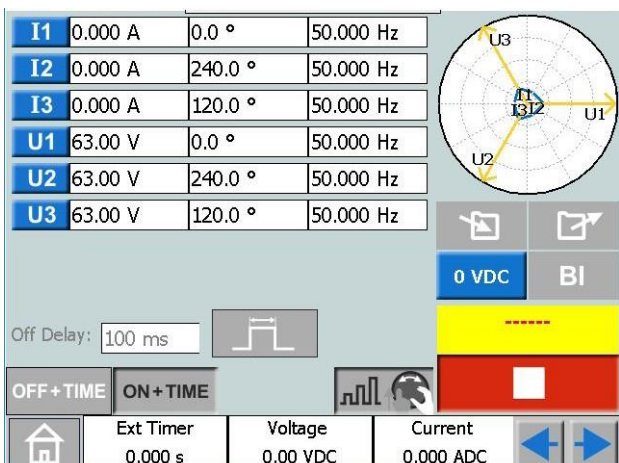 I1 0.000 A 0.0 ° 50.000 Hz
I2 0.000 A 240.0 ° 50.000 Hz
I3 0.000 A 120.0 ° 50.000 Hz
U1 63.00 V 0.0 ° 50.000 Hz
U2 63.00 V 240.0 ° 50.000 Hz
U3 63.00 V 120.0 ° 50.000 Hz
U3
I1
I3 I2
U1
U2
0 VDC BI
Off Delay: 100 ms
------
OFF+TIME ON+TIME
Ext Timer Voltage Current
0.000 s 0.00 VDC 0.000 ADC